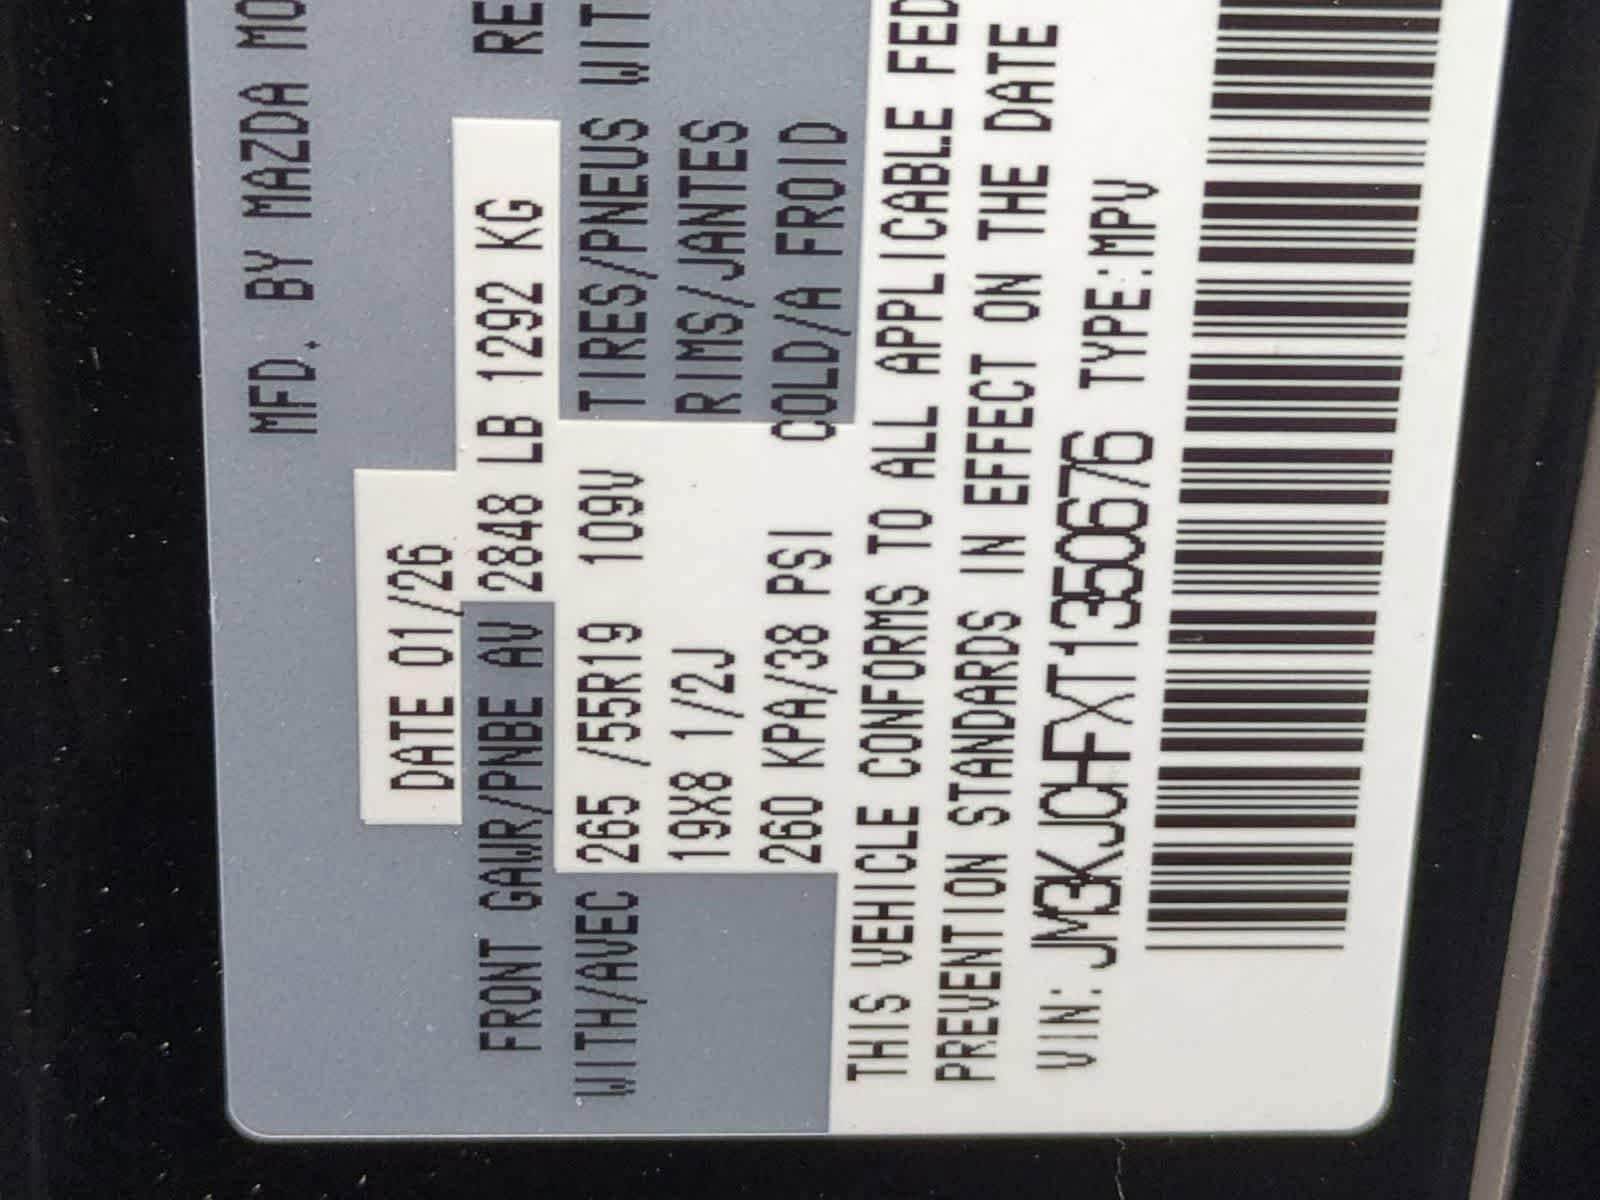 MFD. BY MAZDA MO
DATE 01/26
FRONT GAWR/PNBE AV 2848 LB 1292 KG RE
WITH/AVEC 265 /55R19 109V TIRES/PNEUS WIT
19X8 1/2J RIMS/JANTES
260 KPA/38 PSI COLD/A FROID
THIS VEHICLE CONFORMS TO ALL APPLICABLE FED
PREVENTION STANDARDS IN EFFECT ON THE DATE
VIN: JM3KJCHFXT1350676 TYPE:MPV